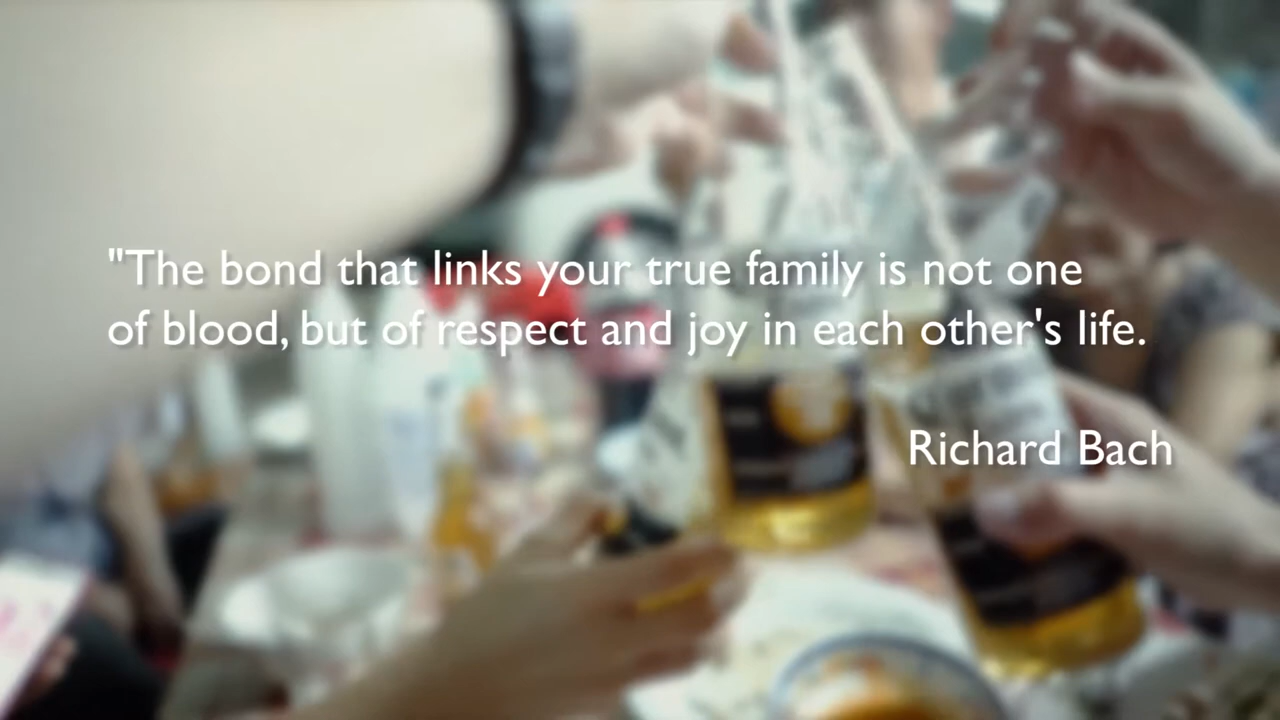 "The bond that links your true family is not one
of blood, but of respect and joy in each other's life.
Richard Bach